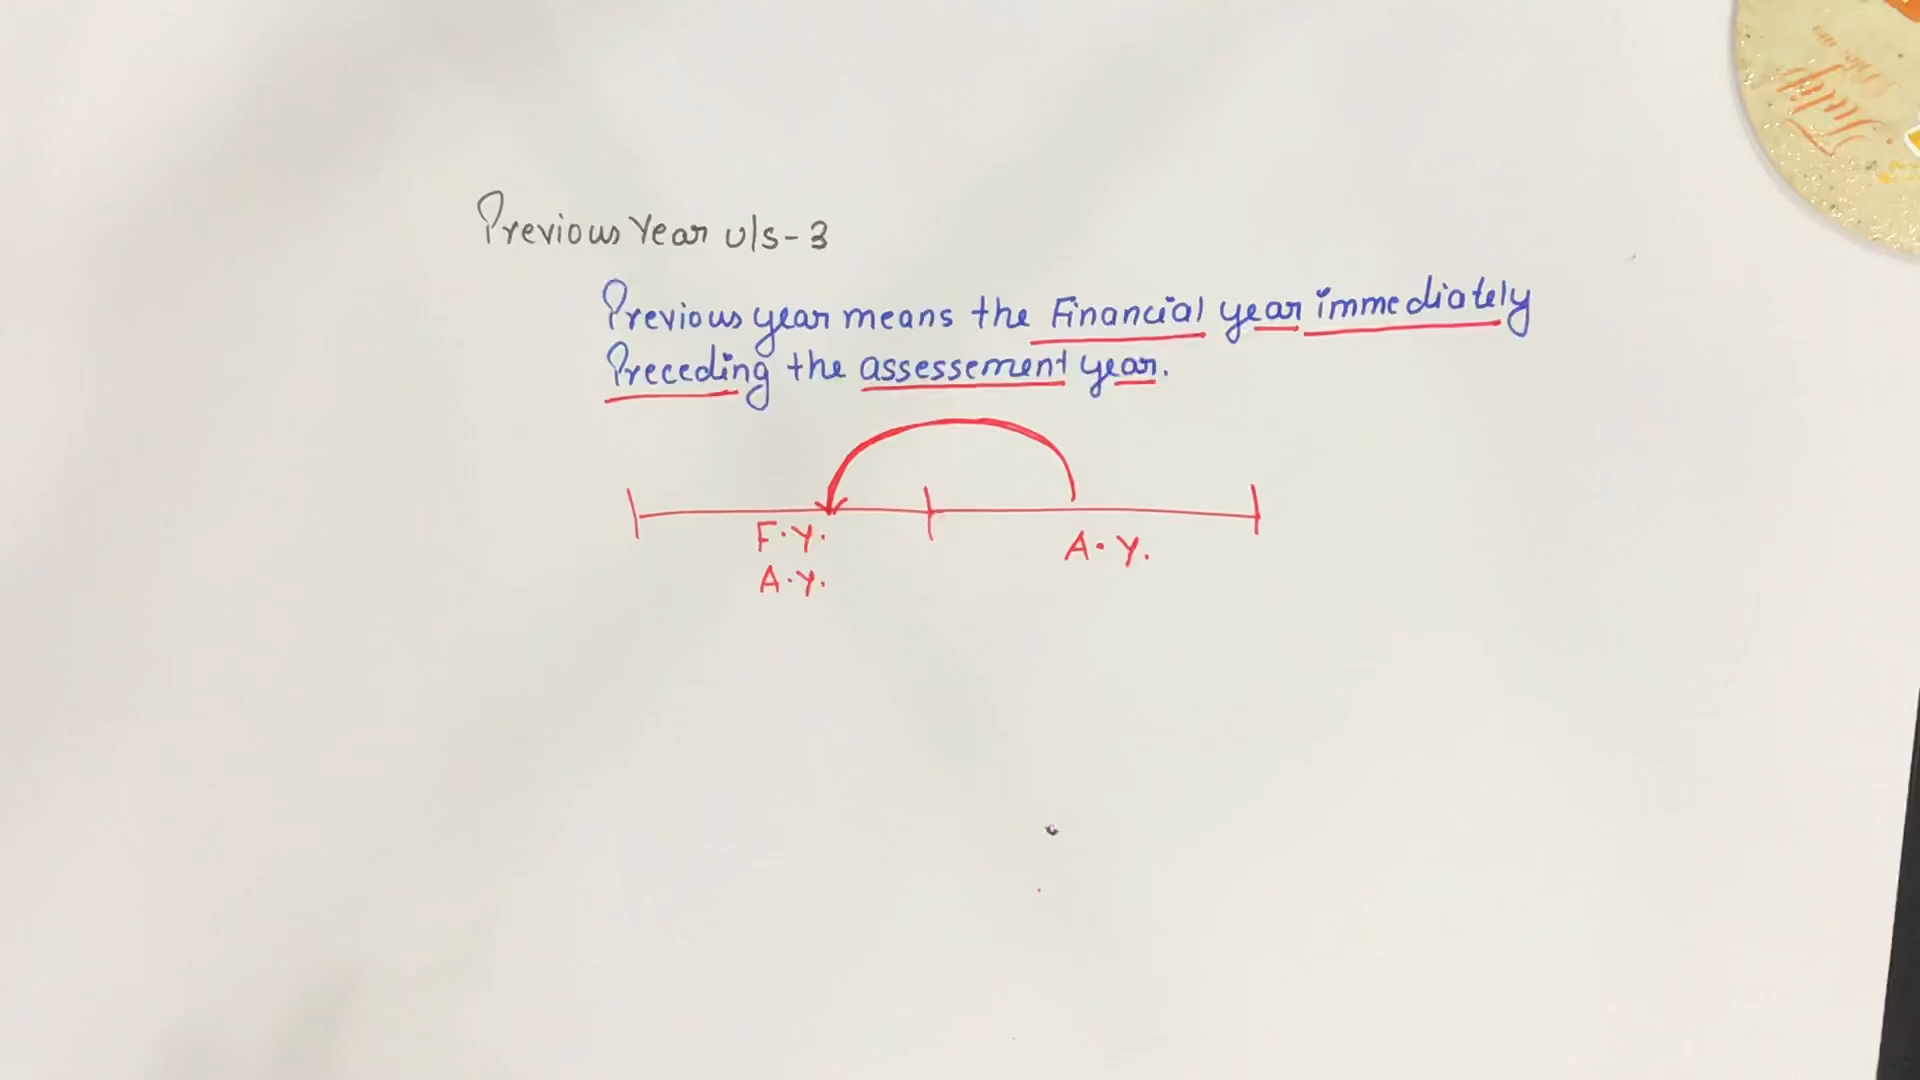 Previous Year u/s-3
Previous year means the Financial year immediately
Preceding the assessement year.
F.Y.
A.Y.
A.Y.